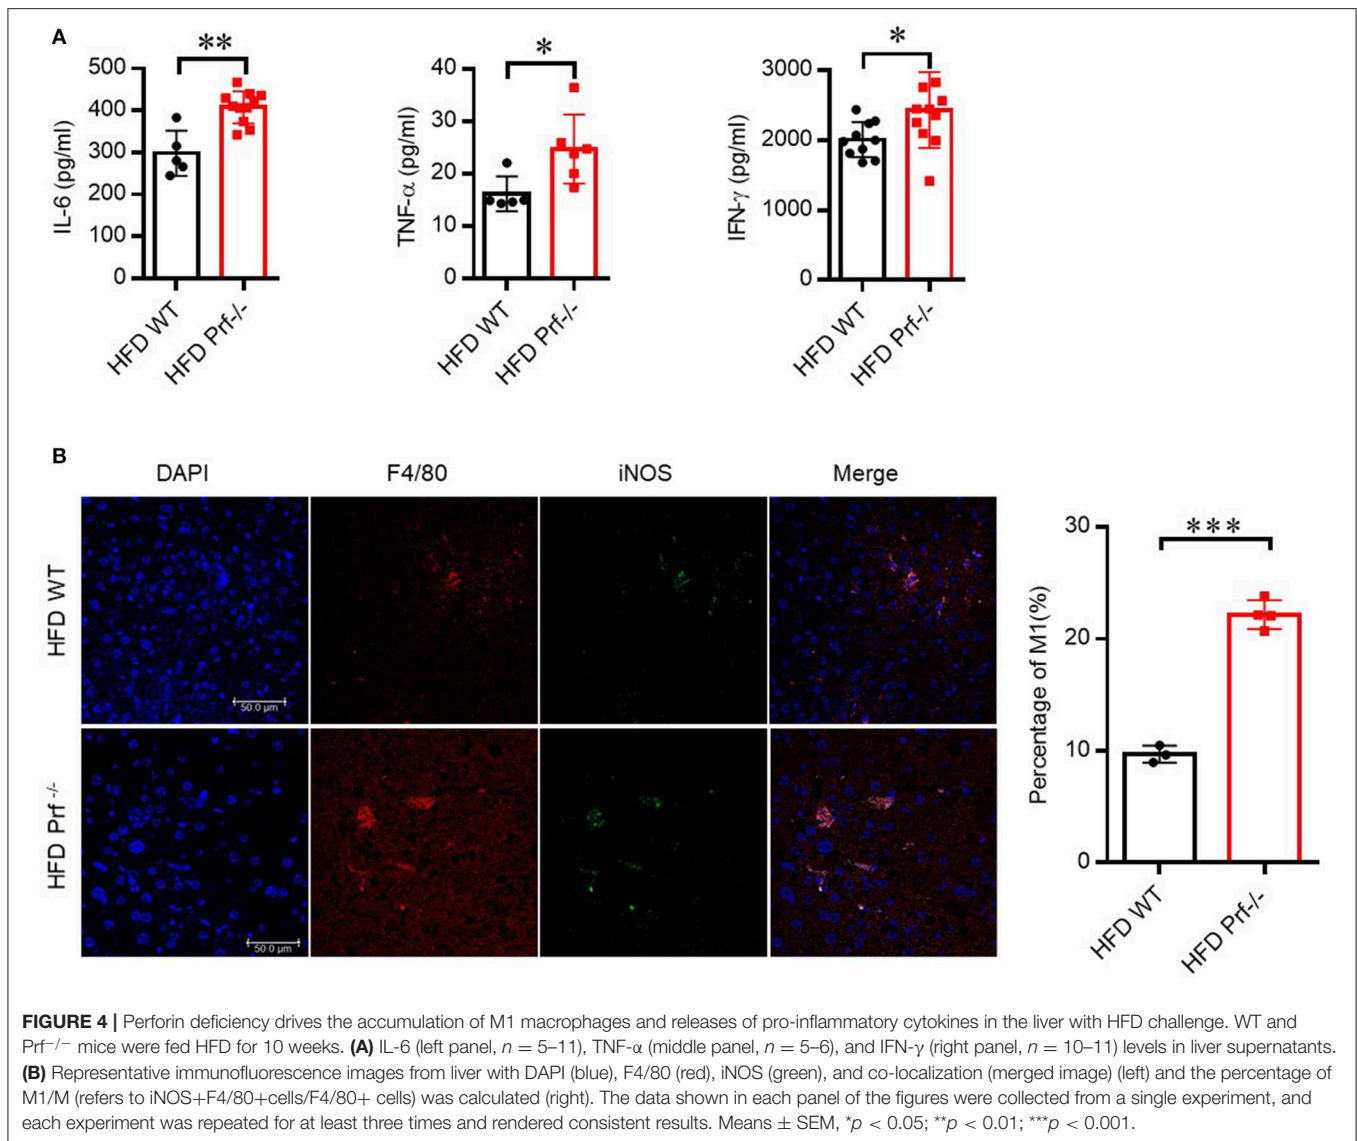 A
** 
500
400
300
200
100
0
IL-6 (pg/ml)
HFD WT
HFD Prf-/-
*
40
30
20
10
0
TNF-α (pg/ml)
HFD WT
HFD Prf-/-
*
3000
2000
1000
0
IFN-γ (pg/ml)
HFD WT
HFD Prf-/-
B
DAPI F4/80 iNOS Merge
HFD WT
50.0 µm
HFD Prf -/-
50.0 µm
***
30
20
10
0
Percentage of M1(%)
HFD WT
HFD Prf-/-
FIGURE 4 | Perforin deficiency drives the accumulation of M1 macrophages and releases of pro-inflammatory cytokines in the liver with HFD challenge. WT and
Prf−/− mice were fed HFD for 10 weeks. (A) IL-6 (left panel, n = 5–11), TNF-α (middle panel, n = 5–6), and IFN-γ (right panel, n = 10–11) levels in liver supernatants.
(B) Representative immunofluorescence images from liver with DAPI (blue), F4/80 (red), iNOS (green), and co-localization (merged image) (left) and the percentage of
M1/M (refers to iNOS+F4/80+cells/F4/80+ cells) was calculated (right). The data shown in each panel of the figures were collected from a single experiment, and
each experiment was repeated for at least three times and rendered consistent results. Means ± SEM, *p < 0.05; **p < 0.01; ***p < 0.001.